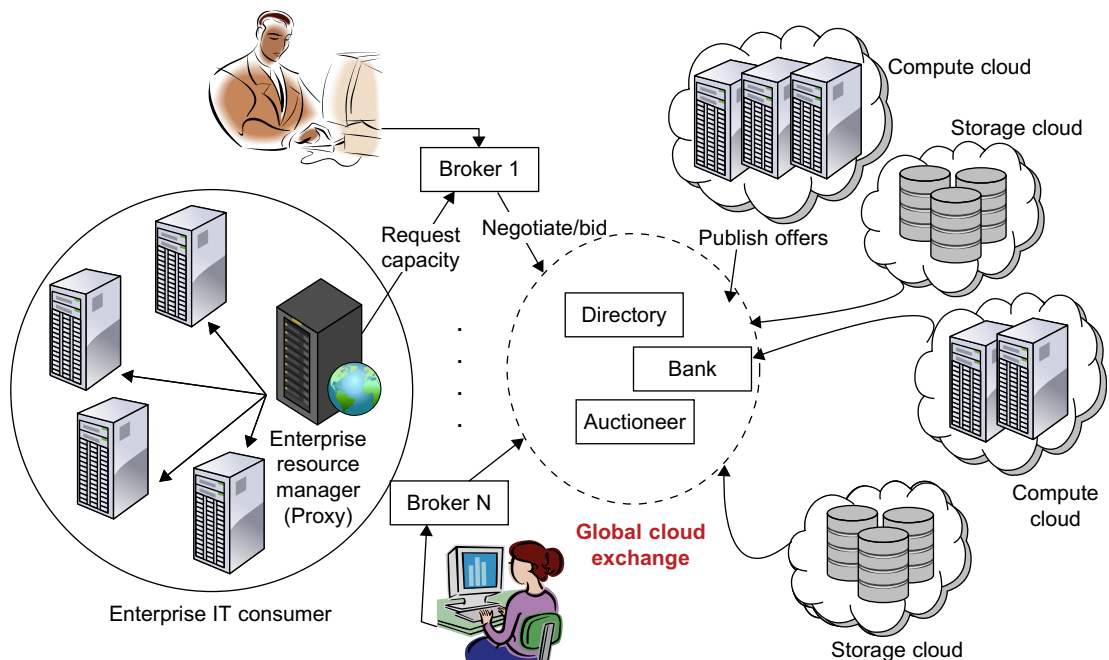 Compute cloud
Storage cloud
Broker 1
Request
capacity
Negotiate/bid
Publish offers
Directory
Bank
Auctioneer
Enterprise
resource
manager
(Proxy)
Broker N
Global cloud
exchange
Compute
cloud
Enterprise IT consumer
Storage cloud